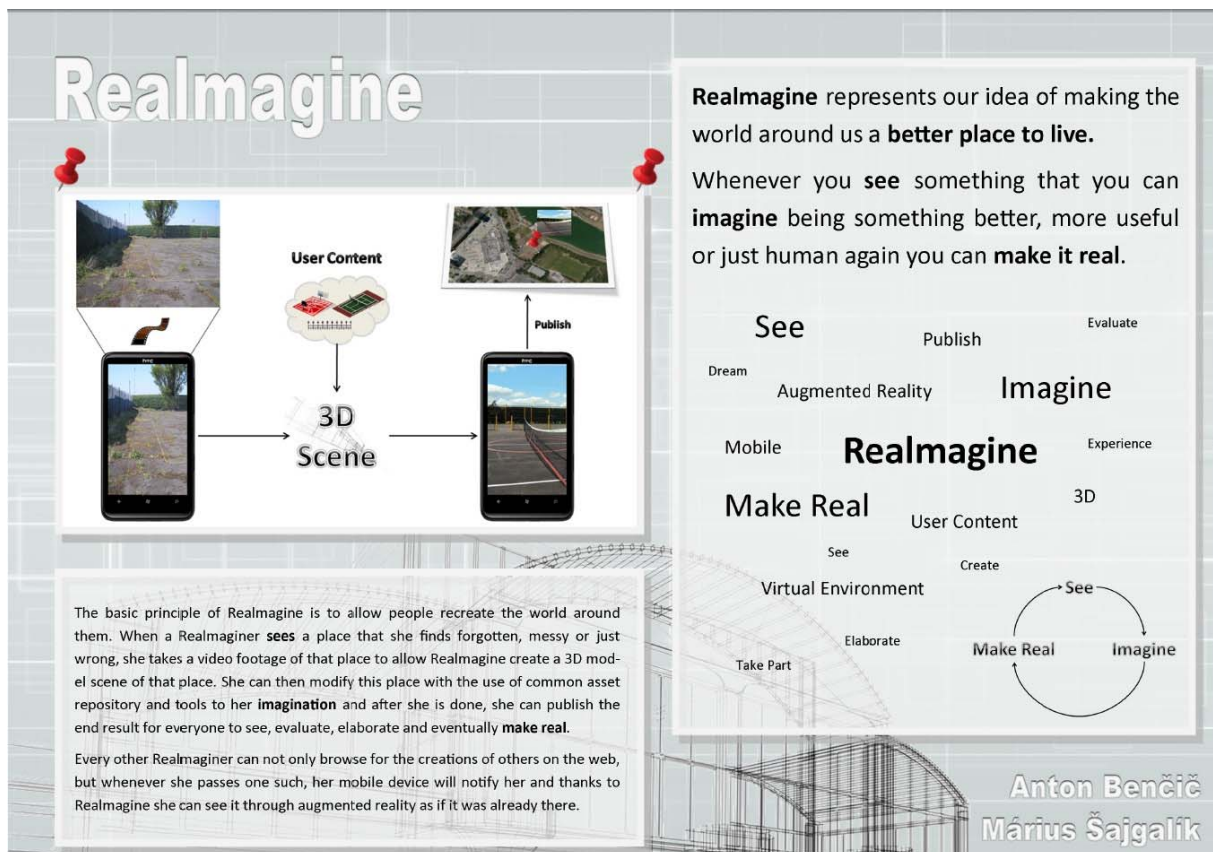 Realmagine
User Content
Publish
3D
Scene
The basic principle of Realmagine is to allow people recreate the world around
them. When a Realmaginer sees a place that she finds forgotten, messy or just
wrong, she takes a video footage of that place to allow Realmagine create a 3D mod-
el scene of that place. She can then modify this place with the use of common asset
repository and tools to her imagination and after she is done, she can publish the
end result for everyone to see, evaluate, elaborate and eventually make real.
Every other Realmaginer can not only browse for the creations of others on the web,
but whenever she passes one such, her mobile device will notify her and thanks to
Realmagine she can see it through augmented reality as if it was already there.
Realmagine represents our idea of making the
world around us a better place to live.
Whenever you see something that you can
imagine being something better, more useful
or just human again you can make it real.
See
Publish
Evaluate
Dream
Augmented Reality
Imagine
Mobile
Realmagine
Experience
Make Real
User Content
3D
See
Create
Virtual Environment
Elaborate
Take Part
See
Make Real
Imagine
Anton Benčič
Márius Šajgalík